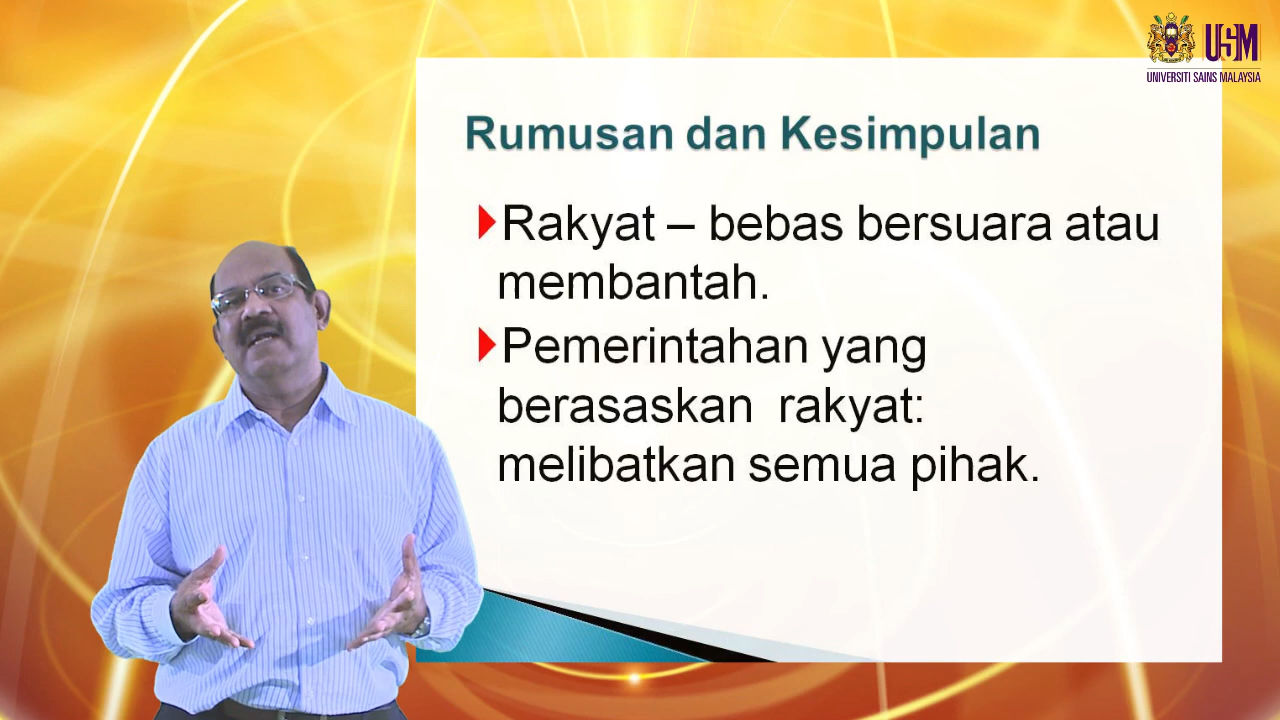 USM
UNIVERSITI SAINS MALAYSIA
Rumusan dan Kesimpulan
Rakyat – bebas bersuara atau
membantah.
Pemerintahan yang
berasaskan rakyat:
melibatkan semua pihak.